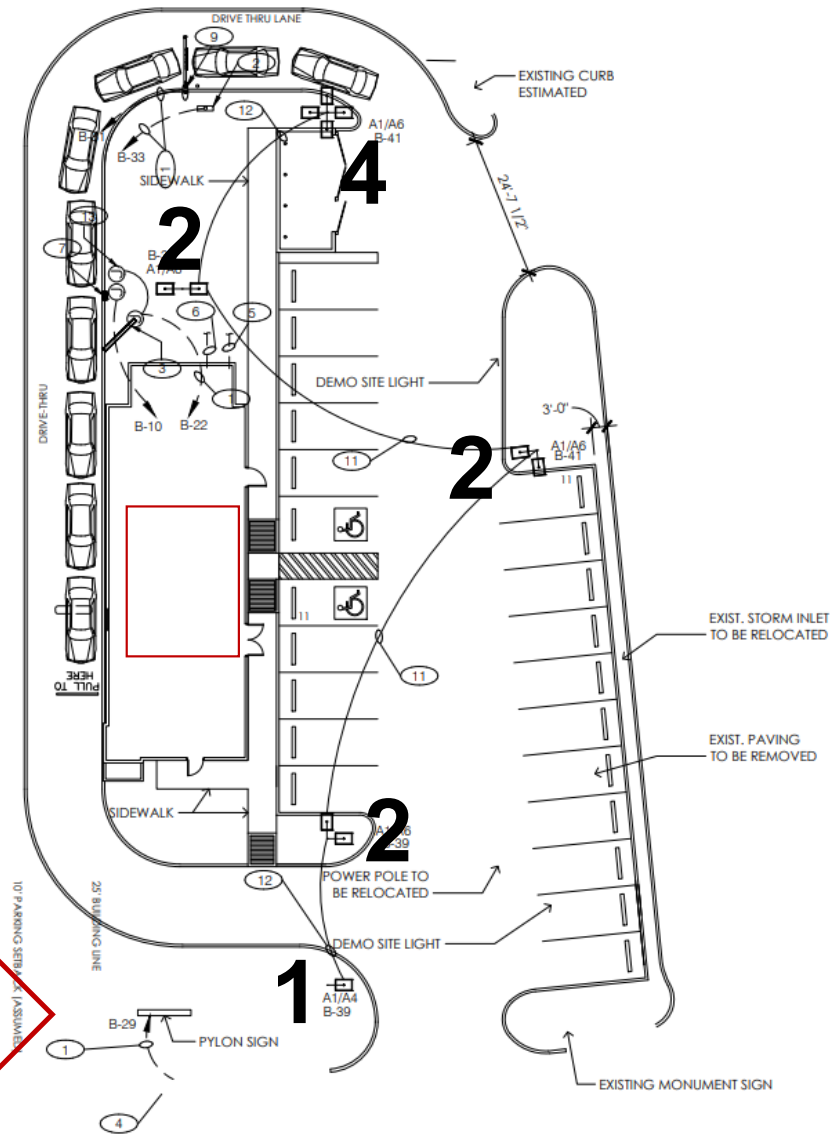 DRIVE THRU LANE
9
2
EXISTING CURB
ESTIMATED
12
A1/A6
B-41
B-33
1
SIDEWALK
4
24'-7 1/2"
13
2
7
6
5
3
DEMO SITE LIGHT
3'-0"
B-10
B-22
1
DRIVE-THRU
11
2
A1/A6
B-41
11
11
EXIST. STORM INLET
TO BE RELOCATED
11
PULL TO
HERE
EXIST. PAVING
TO BE REMOVED
SIDEWALK
2
POWER POLE TO
BE RELOCATED
12
10' PARKING SETBACK
25' BUILDING LINE
DEMO SITE LIGHT
1
A1/A4
B-39
B-29
PYLON SIGN
1
4
EXISTING MONUMENT SIGN